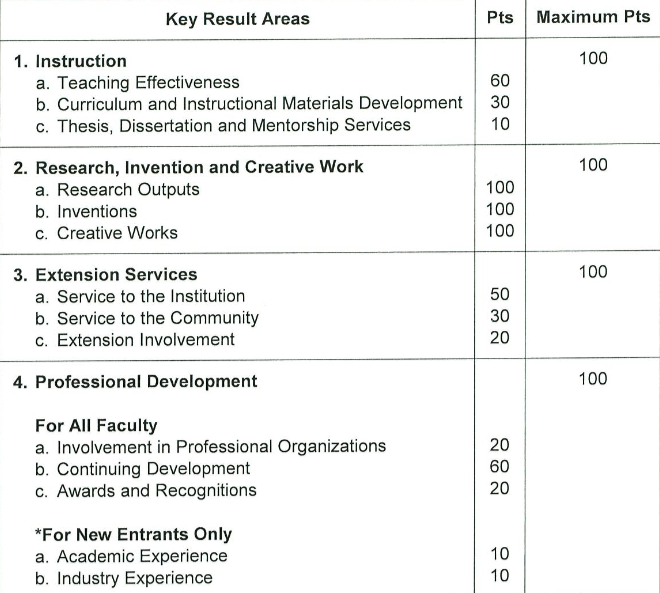 Key Result Areas Pts Maximum Pts
1. Instruction 100
a. Teaching Effectiveness 60
b. Curriculum and Instructional Materials Development 30
c. Thesis, Dissertation and Mentorship Services 10
2. Research, Invention and Creative Work 100
a. Research Outputs 100
b. Inventions 100
c. Creative Works 100
3. Extension Services 100
a. Service to the Institution 50
b. Service to the Community 30
c. Extension Involvement 20
4. Professional Development 100
For All Faculty
a. Involvement in Professional Organizations 20
b. Continuing Development 60
c. Awards and Recognitions 20
*For New Entrants Only
a. Academic Experience 10
b. Industry Experience 10